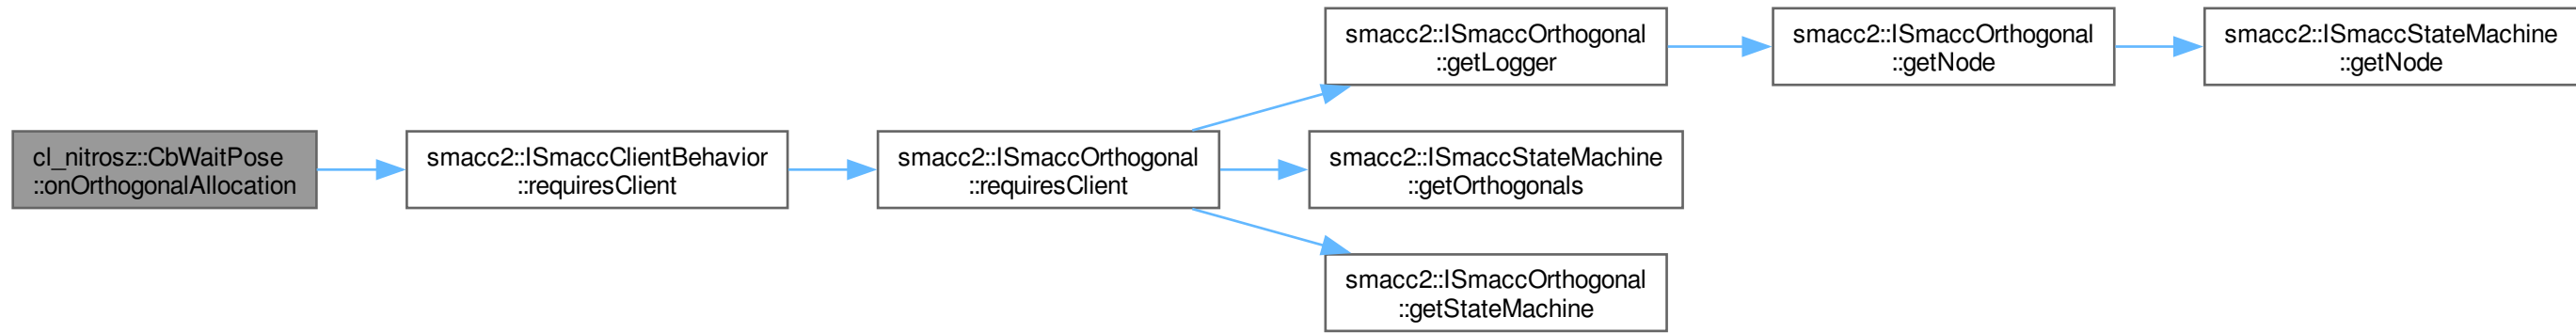 cl_nitrosz::CbWaitPose
::onOrthogonalAllocation
smacc2::ISmaccClientBehavior
::requiresClient
smacc2::ISmaccOrthogonal
::requiresClient
smacc2::ISmaccOrthogonal
::getLogger
smacc2::ISmaccOrthogonal
::getNode
smacc2::ISmaccStateMachine
::getNode
smacc2::ISmaccStateMachine
::getOrthogonals
smacc2::ISmaccOrthogonal
::getStateMachine